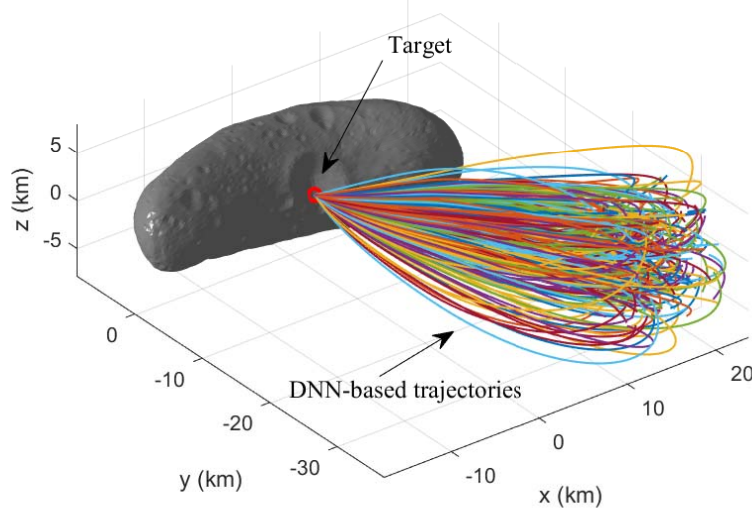 Target
z (km)
5
0
-5
DNN-based trajectories
0
-10
-20
-30
y (km)
-10
0
10
20
x (km)